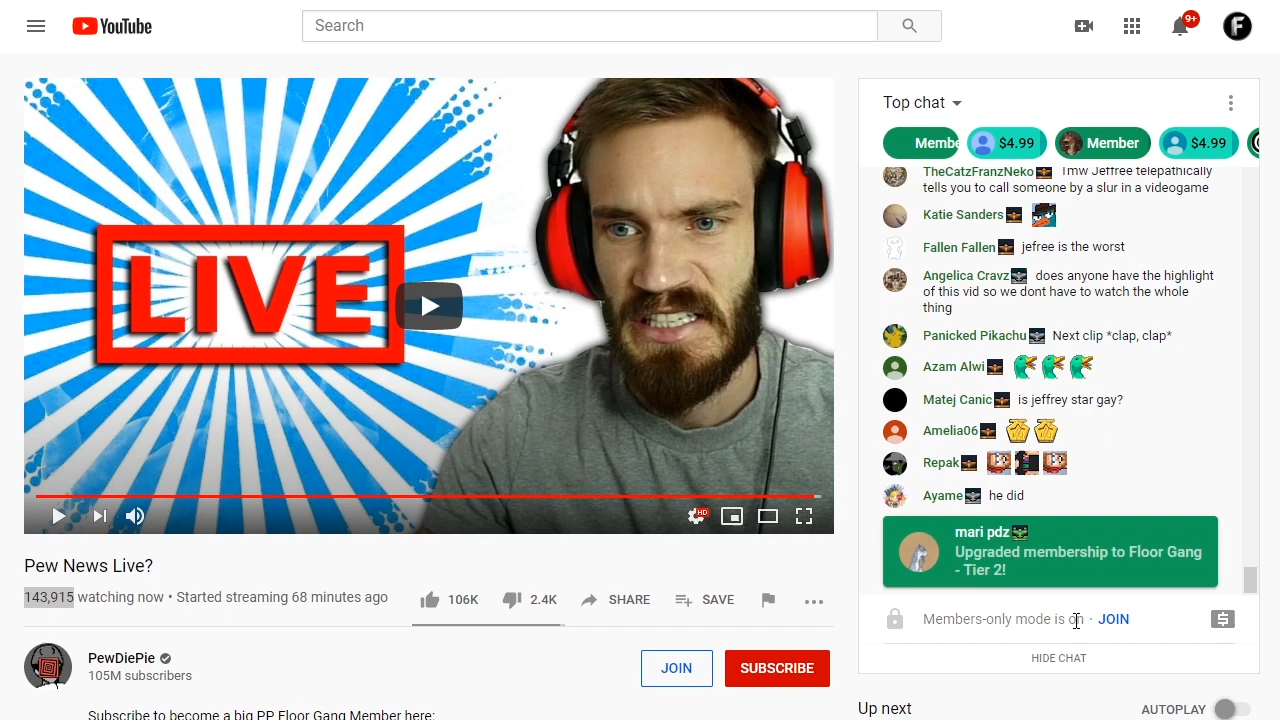 YouTube
Search
9+
F
LIVE
HD
Pew News Live?
143,915 watching now • Started streaming 68 minutes ago
106K
2.4K
SHARE
SAVE
PewDiePie
105M subscribers
JOIN
SUBSCRIBE
Subscribe to become a big PP Floor Gang Member here:
Top chat
Membe
$4.99
Member
$4.99
TheCatzFranzNeko Tmw Jeffree telepathically
tells you to call someone by a slur in a videogame
Katie Sanders
Fallen Fallen jefree is the worst
Angelica Cravz does anyone have the highlight
of this vid so we dont have to watch the whole
thing
Panicked Pikachu Next clip *clap, clap*
Azam Alwi
Matej Canic is jeffrey star gay?
Amelia06
Repak
Ayame he did
mari pdz
Upgraded membership to Floor Gang
- Tier 2!
Members-only mode is on · JOIN
HIDE CHAT
Up next
AUTOPLAY